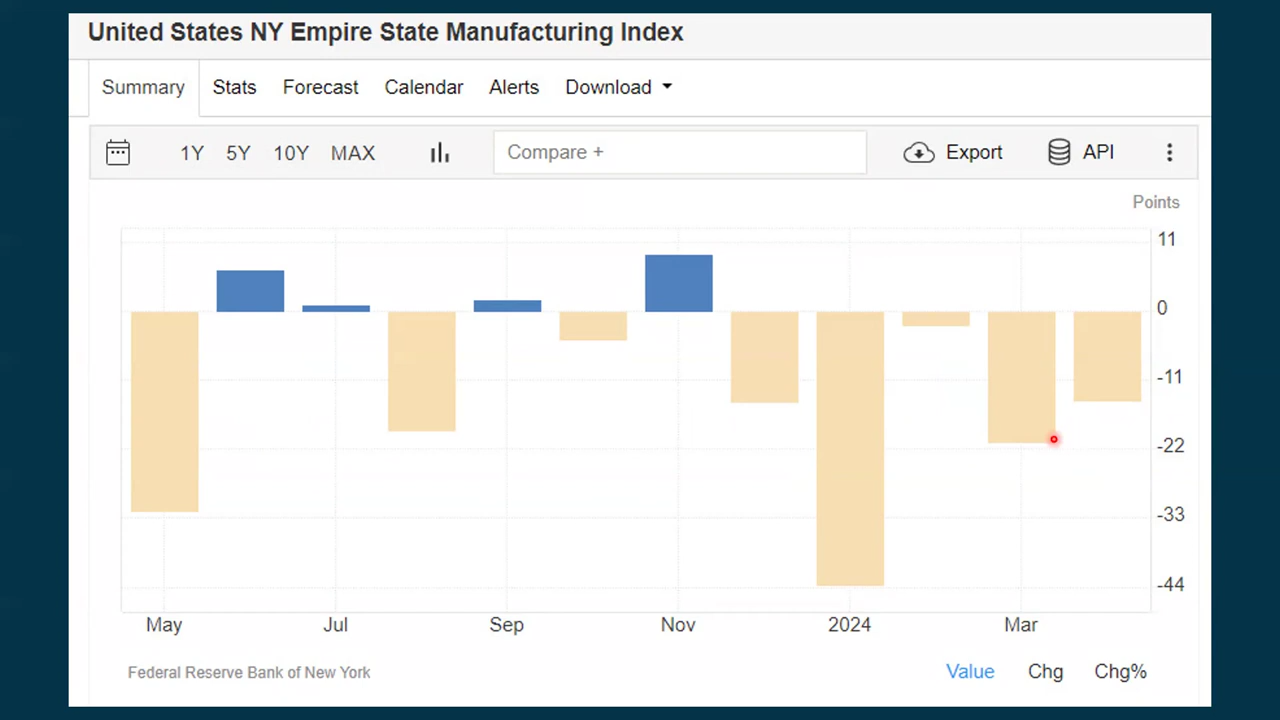 United States NY Empire State Manufacturing Index
Summary Stats Forecast Calendar Alerts Download
1Y 5Y 10Y MAX Compare + Export API
Points
11
0
-11
-22
-33
-44
May Jul Sep Nov 2024 Mar
Federal Reserve Bank of New York Value Chg Chg%